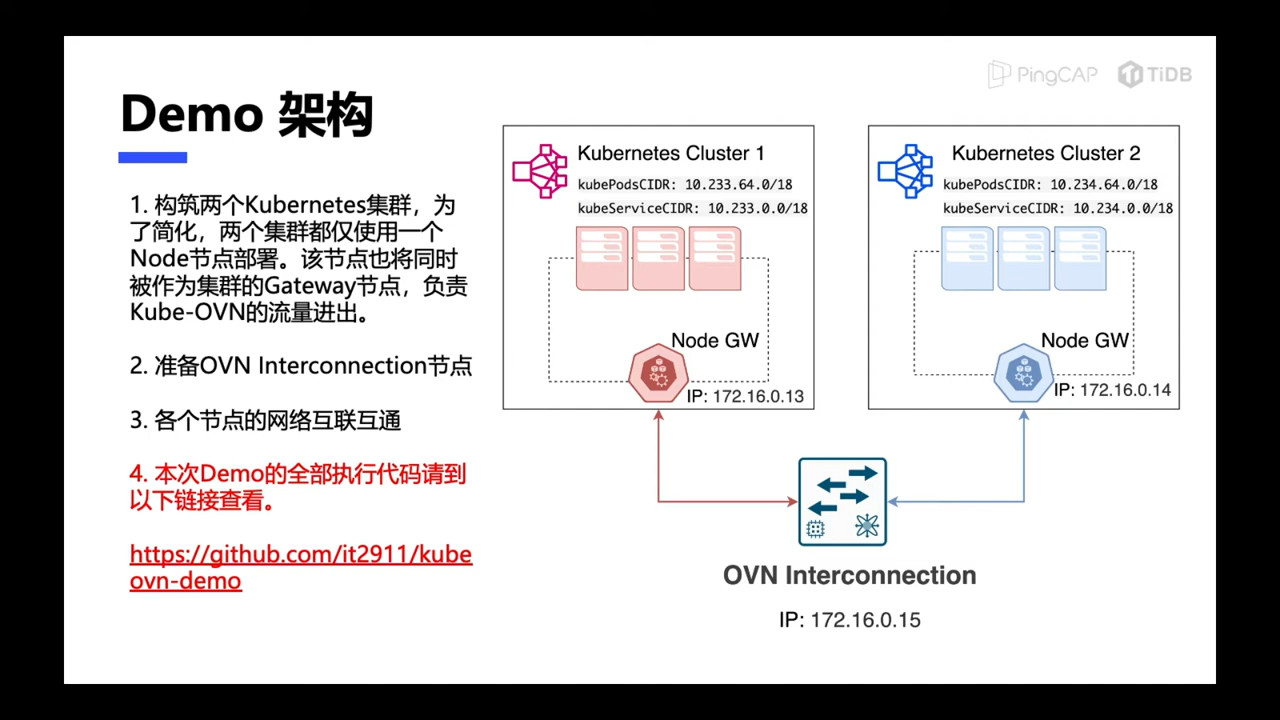 PingCAP TiDB
Demo 架构
1. 构筑两个Kubernetes集群，为
了简化，两个集群都仅使用一个
Node节点部署。该节点也将同时
被作为集群的Gateway节点，负责
Kube-OVN的流量进出。
2. 准备OVN Interconnection节点
3. 各个节点的网络互联互通
4. 本次Demo的全部执行代码请到
以下链接查看。
https://github.com/it2911/kube
ovn-demo
Kubernetes Cluster 1
kubePodsCIDR: 10.233.64.0/18
kubeServiceCIDR: 10.233.0.0/18
Node GW
IP: 172.16.0.13
Kubernetes Cluster 2
kubePodsCIDR: 10.234.64.0/18
kubeServiceCIDR: 10.234.0.0/18
Node GW
IP: 172.16.0.14
OVN Interconnection
IP: 172.16.0.15